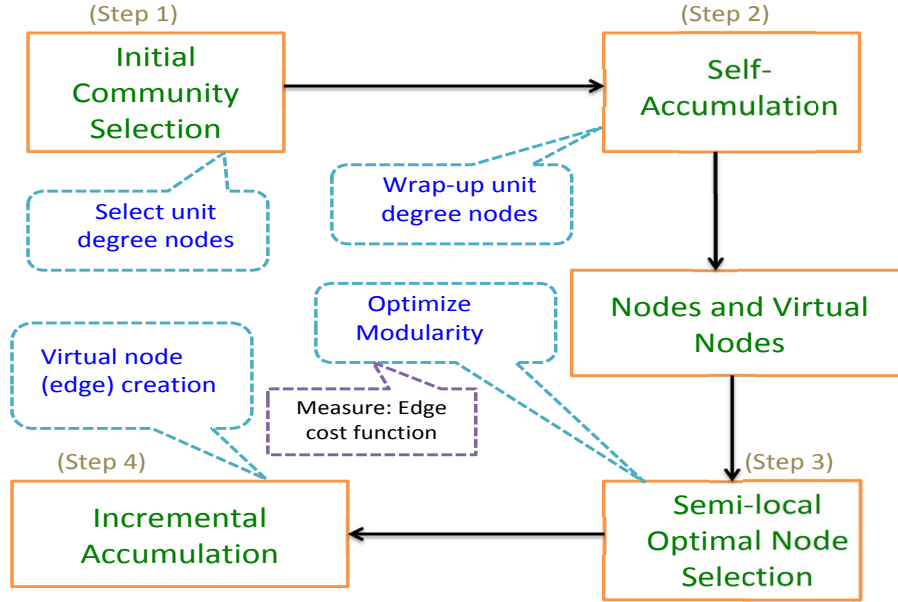 (Step 1)
Initial
Community
Selection
Select unit
degree nodes
(Step 2)
Self-
Accumulation
Wrap-up unit
degree nodes
Nodes and Virtual
Nodes
(Step 3)
Semi-local
Optimal Node
Selection
Optimize
Modularity
Measure: Edge
cost function
(Step 4)
Incremental
Accumulation
Virtual node
(edge) creation